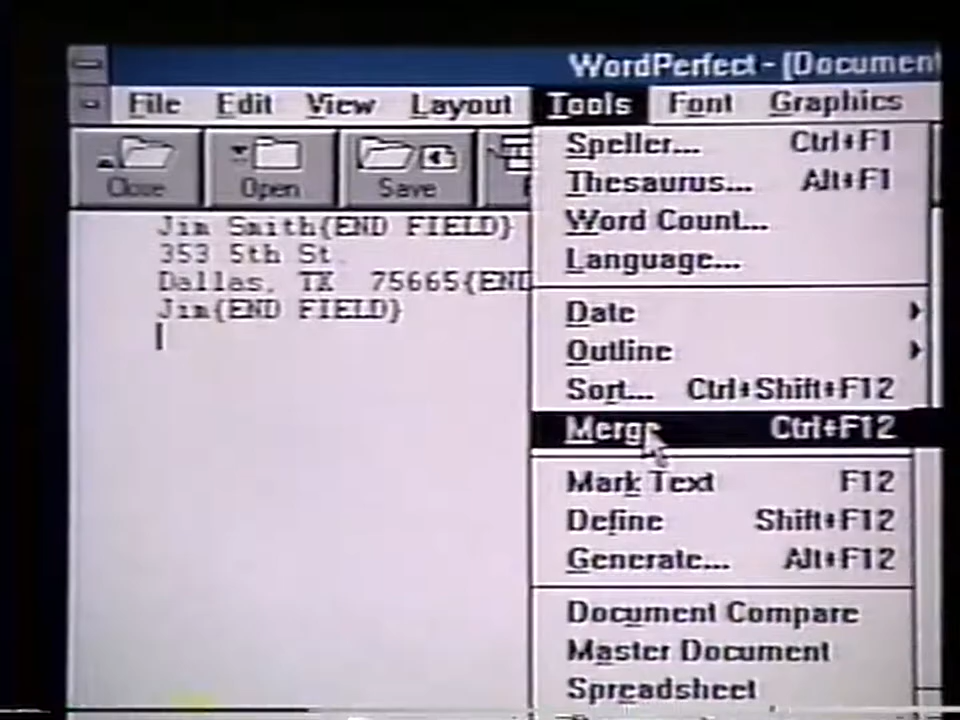 WordPerfect - [Document
File Edit View Layout Tools Font Graphics
Close Open Save
Speller... Ctrl+F1
Thesaurus... Alt+F1
Word Count...
Language...
Date
Outline
Sort... Ctrl+Shift+F12
Merge Ctrl+F12
Mark Text F12
Define Shift+F12
Generate... Alt+F12
Document Compare
Master Document
Spreadsheet
Jim Smith{END FIELD}
353 5th St.
Dallas, TX 75665{END
Jim{END FIELD}